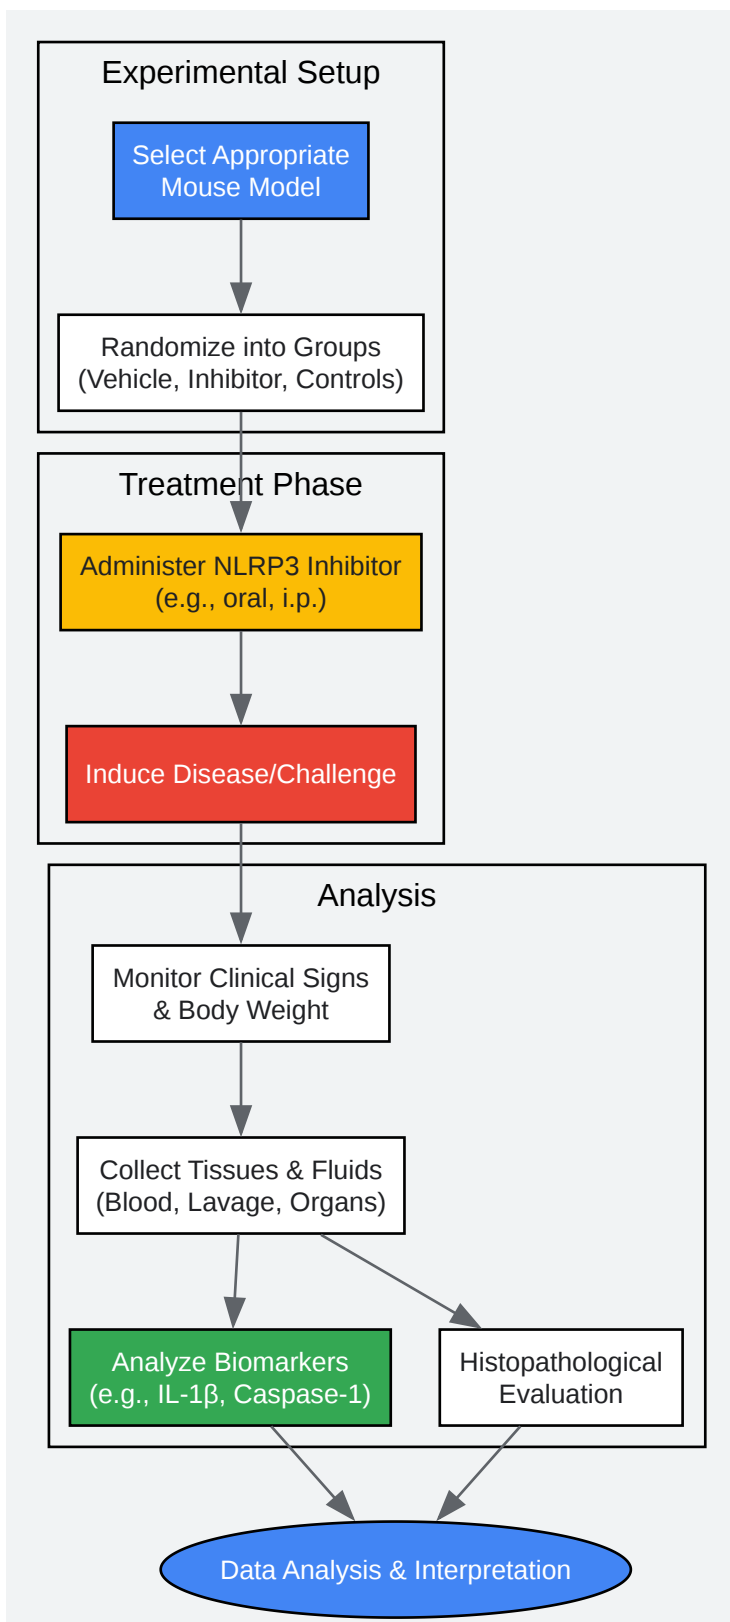 Experimental Setup
Select Appropriate
Mouse Model
Randomize into Groups
(Vehicle, Inhibitor, Controls)
Treatment Phase
Administer NLRP3 Inhibitor
(e.g., oral, i.p.)
Induce Disease/Challenge
Analysis
Monitor Clinical Signs
& Body Weight
Collect Tissues & Fluids
(Blood, Lavage, Organs)
Analyze Biomarkers
(e.g., IL-1β, Caspase-1)
Histopathological
Evaluation
Data Analysis & Interpretation